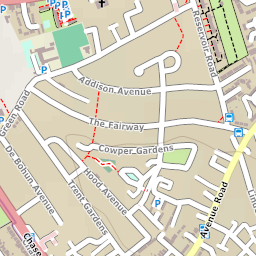 Reservoir Road
Addison Avenue
Green Road
The Fairway
Cowper Gardens
De Bohun Avenue
Hood Avenue
Trent Gardens
Avenue Road
Chase